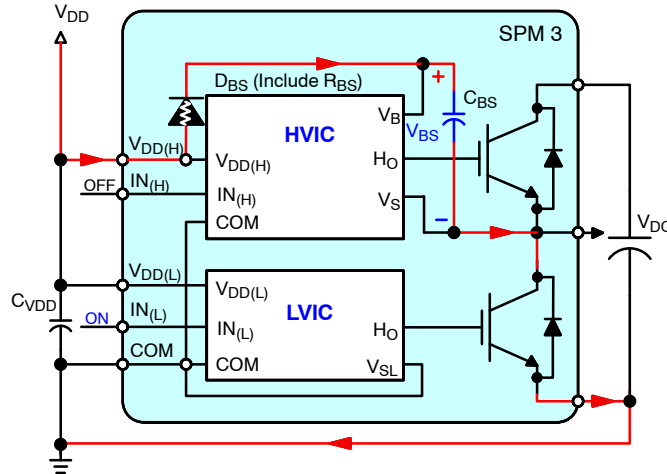 VDD
SPM 3
DBS (Include RBS)
+
CBS
VB
VBS
HVIC
VDD(H)
VDD(H)
HO
OFF
IN(H)
IN(H)
VS
COM
–
VDC
VDD(L)
VDD(L)
CVDD
ON
IN(L)
IN(L)
LVIC
HO
COM
COM
VSL